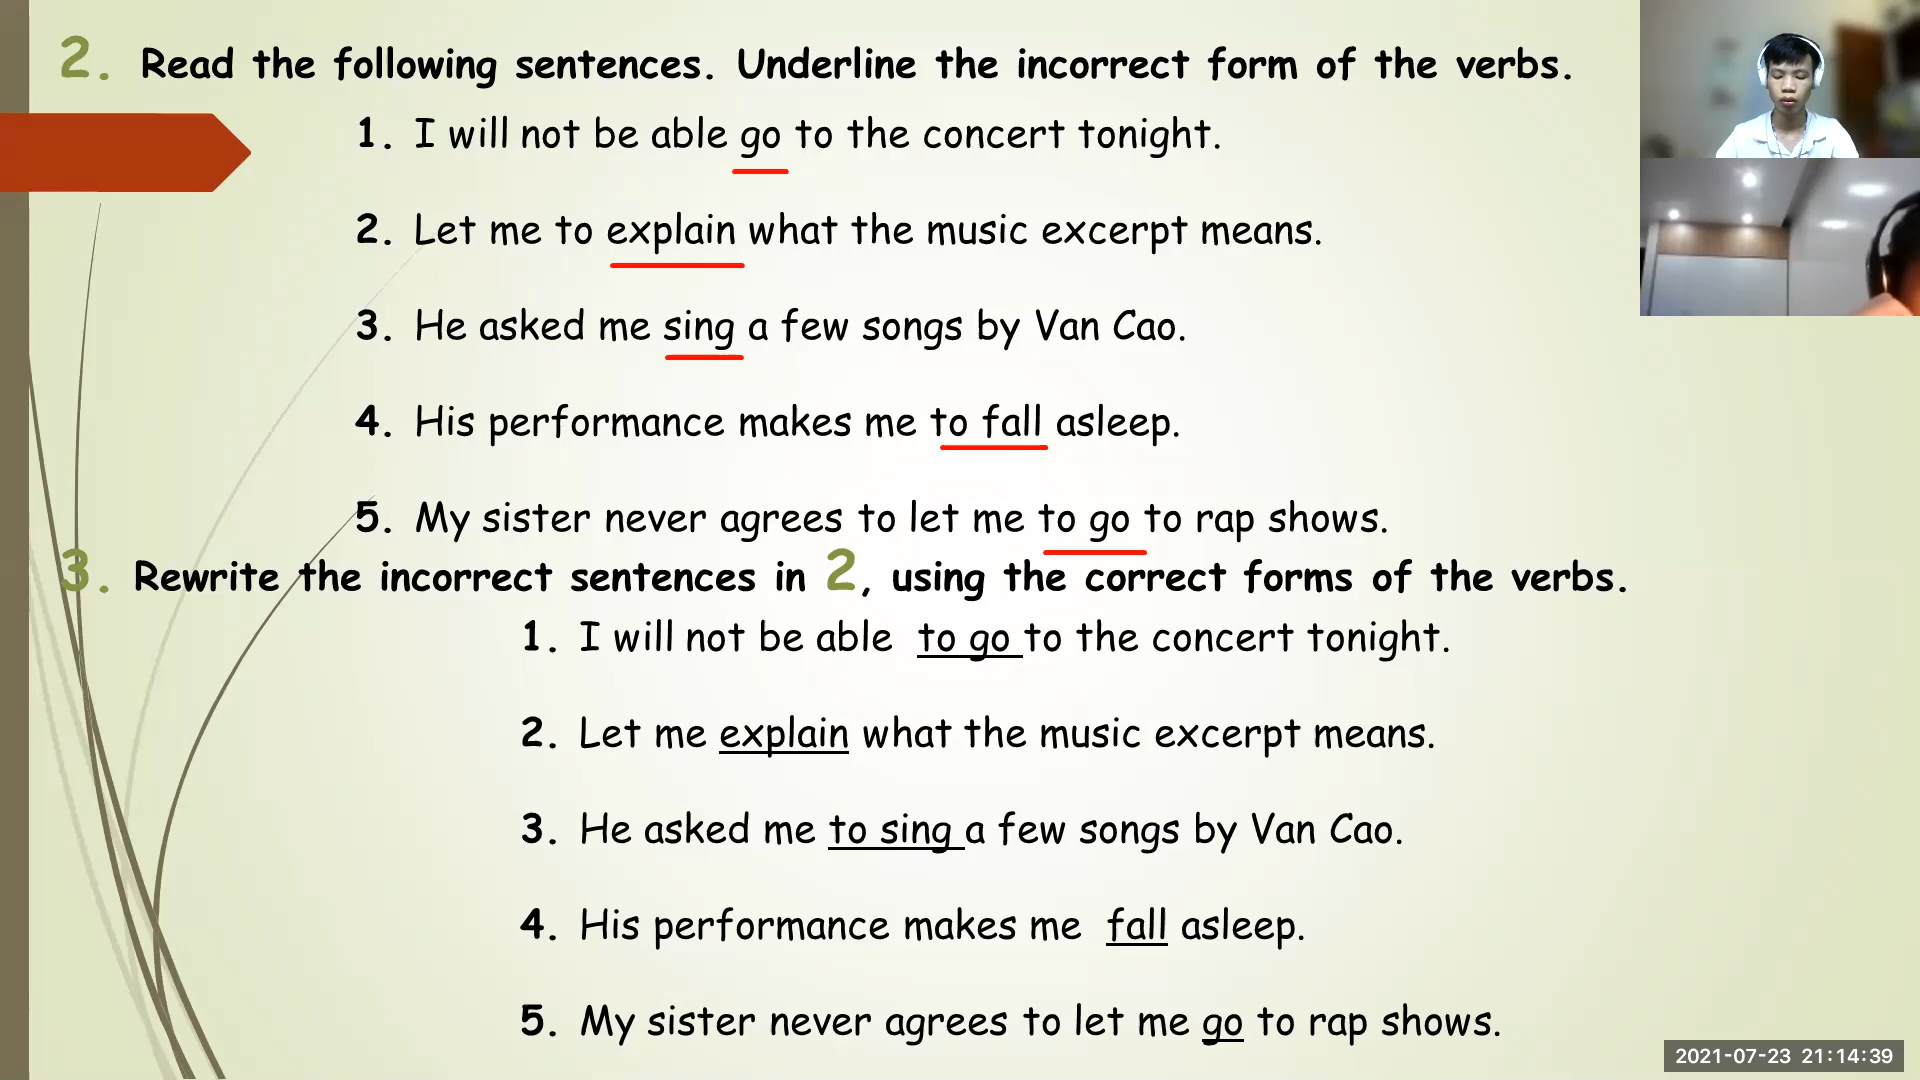 2. Read the following sentences. Underline the incorrect form of the verbs.
1. I will not be able go to the concert tonight.
2. Let me to explain what the music excerpt means.
3. He asked me sing a few songs by Van Cao.
4. His performance makes me to fall asleep.
5. My sister never agrees to let me to go to rap shows.
3. Rewrite the incorrect sentences in 2, using the correct forms of the verbs.
1. I will not be able to go to the concert tonight.
2. Let me explain what the music excerpt means.
3. He asked me to sing a few songs by Van Cao.
4. His performance makes me fall asleep.
5. My sister never agrees to let me go to rap shows.
2021-07-23 21:14:39